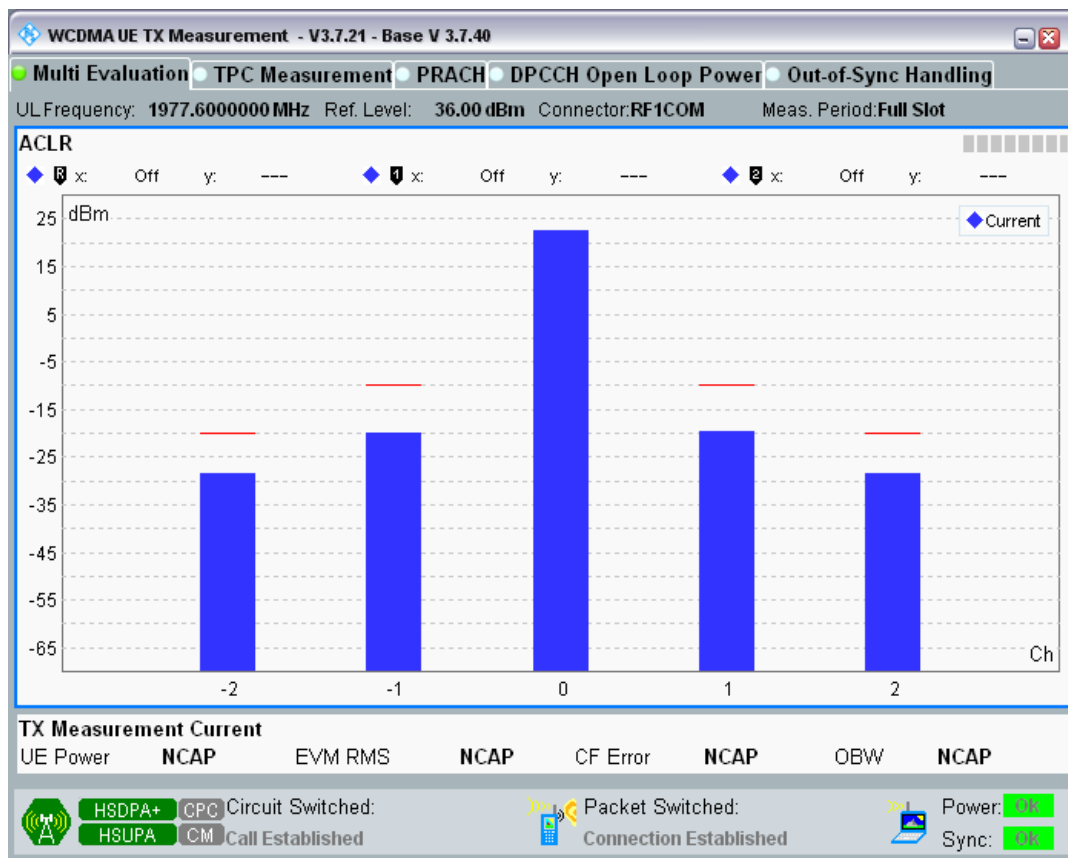 WCDMA UE TX Measurement - V3.7.21 - Base V 3.7.40
Multi Evaluation TPC Measurement PRACH DPCCH Open Loop Power Out-of-Sync Handling
UL Frequency: 1977.6000000 MHz Ref. Level: 36.00 dBm Connector:RF1COM Meas. Period:Full Slot
ACLR
R x: Off y: --- 1 x: Off y: --- 2 x: Off y: ---
dBm
Current
25
15
5
-5
-15
-25
-35
-45
-55
-65
Ch
-2 -1 0 1 2
TX Measurement Current
UE Power NCAP EVM RMS NCAP CF Error NCAP OBW NCAP
HSDPA+ CPC Circuit Switched: Packet Switched: Power: OK
HSUPA CM Call Established Connection Established Sync: OK